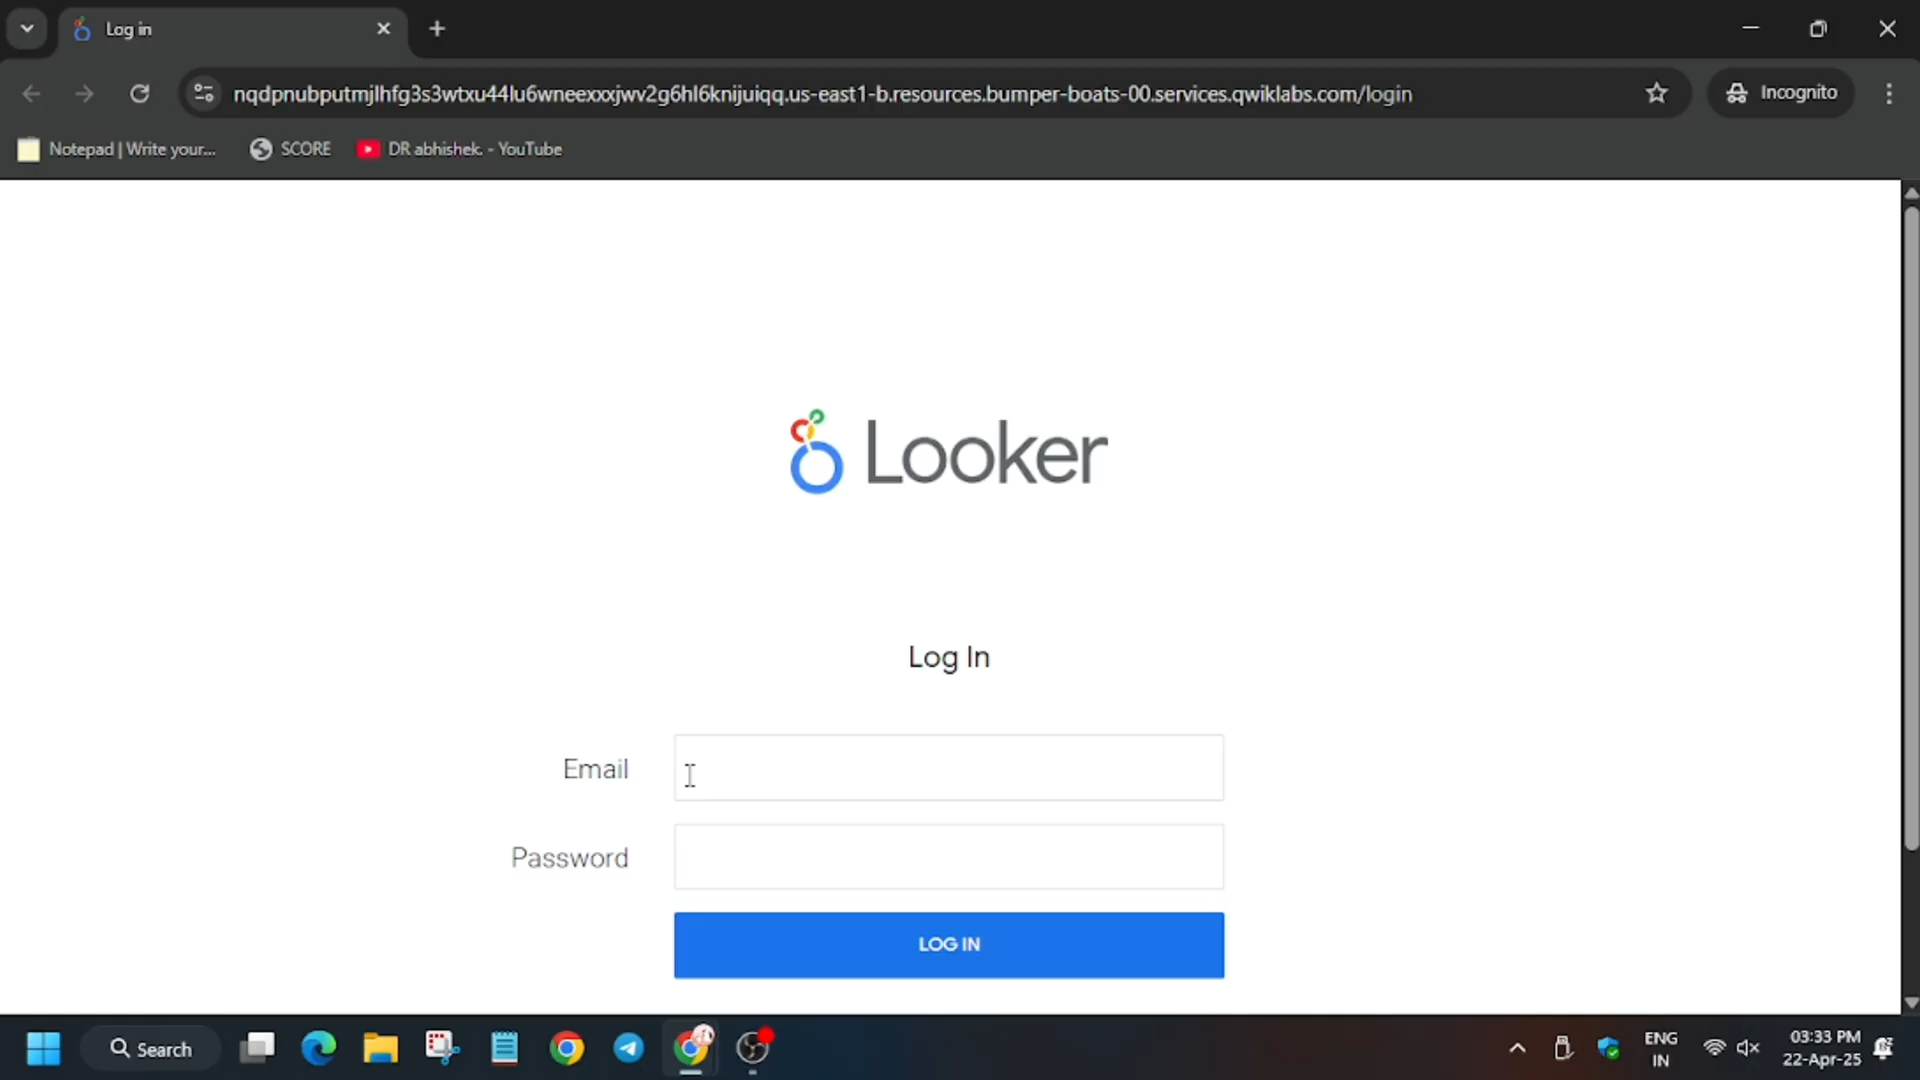 Log in
nqdpnubputmjlhfg3s3wtxu44lu6wneexxxjwv2g6hl6knijuiqq.us-east1-b.resources.bumper-boats-00.services.qwiklabs.com/login
Incognito
Notepad | Write your...
SCORE
DR abhishek. - YouTube
Looker
Log In
Email
Password
LOG IN
Search
ENG
IN
03:33 PM
22-Apr-25